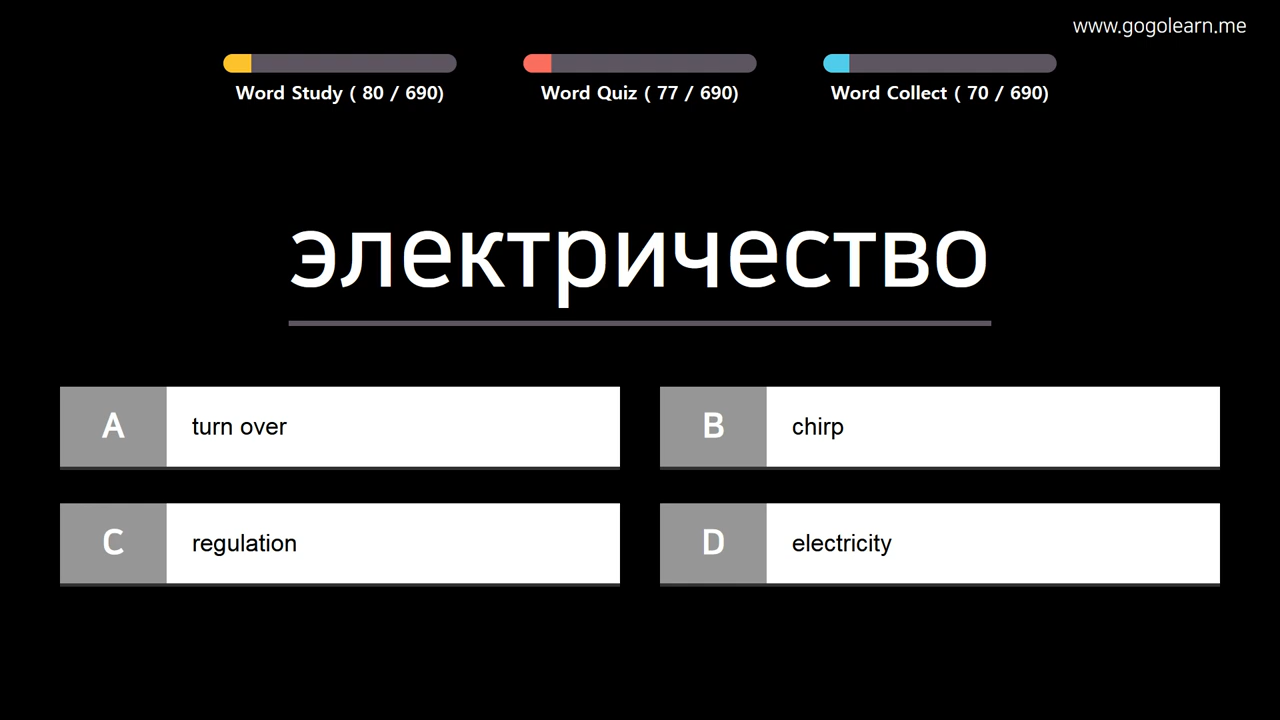 www.gogolearn.me
Word Study ( 80 / 690)
Word Quiz ( 77 / 690)
Word Collect ( 70 / 690)
электричество
A turn over
B chirp
C regulation
D electricity